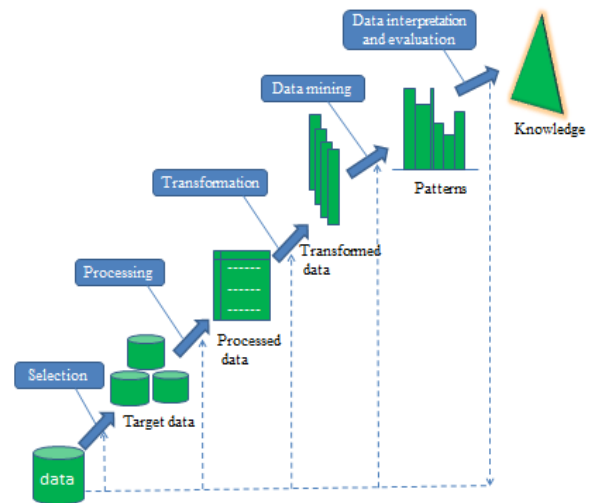 Data interpretation
and evaluation
Data mining
Knowledge
Transformation
Patterns
Processing
Transformed
data
Selection
Processed
data
Target data
data